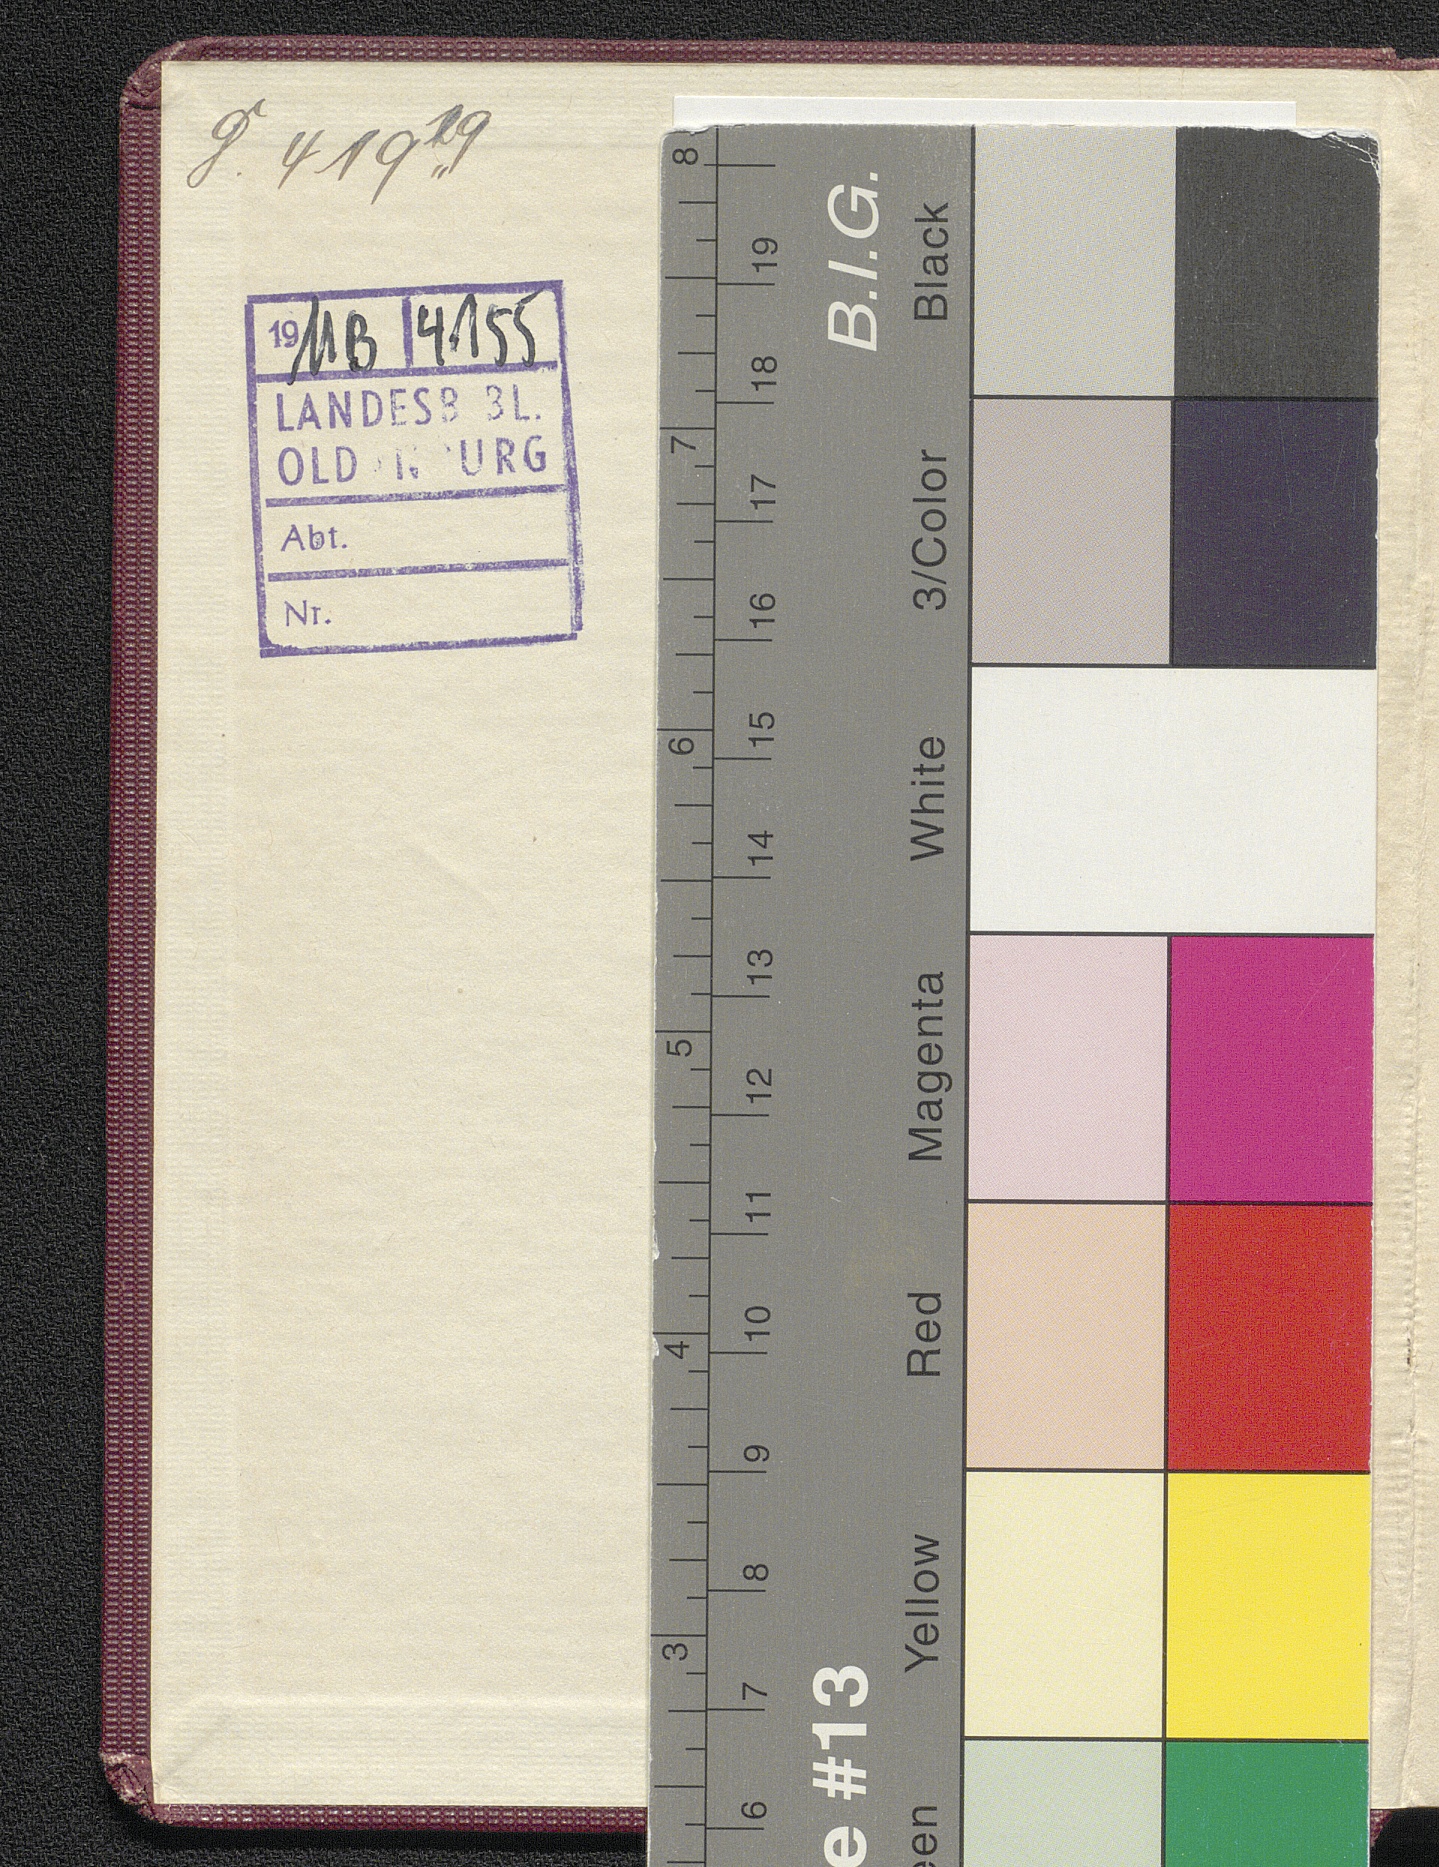 419
19 11B 4155
LANDESB BL.
OLD N URG
Abt.
Nr.
8
7
6
5
4
3
19
18
17
16
15
14
13
12
11
10
9
8
7
6
B.I.G.
e #13
Black
3/Color
White
Magenta
Red
Yellow
een